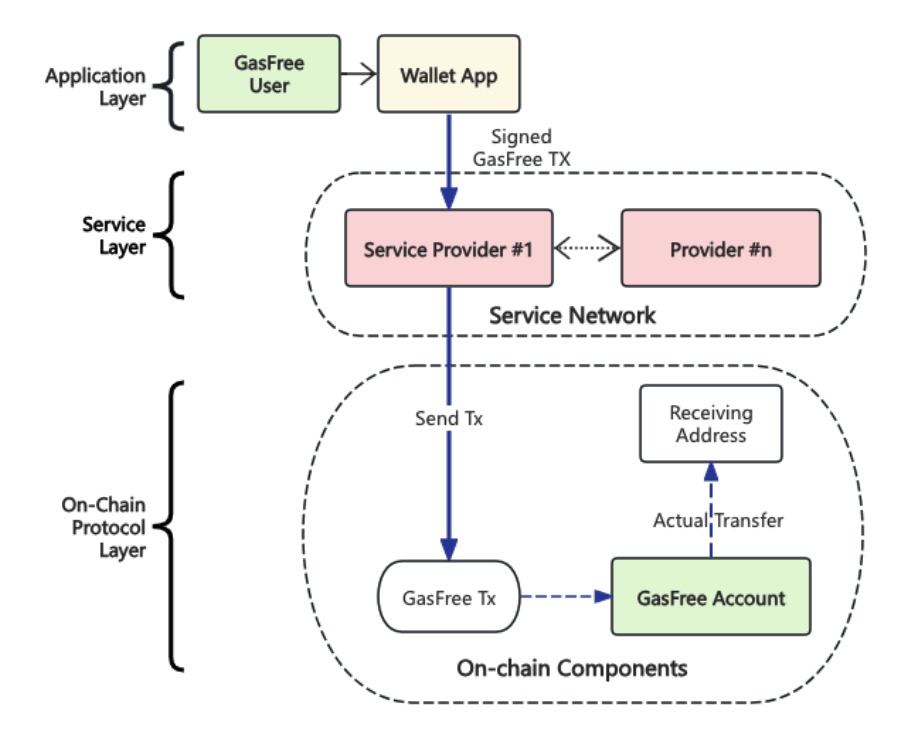 Application
Layer
GasFree
User
Wallet App
Signed
GasFree TX
Service
Layer
Service Provider #1
Provider #n
Service Network
On-Chain
Protocol
Layer
Send Tx
Receiving
Address
Actual Transfer
GasFree Tx
GasFree Account
On-chain Components